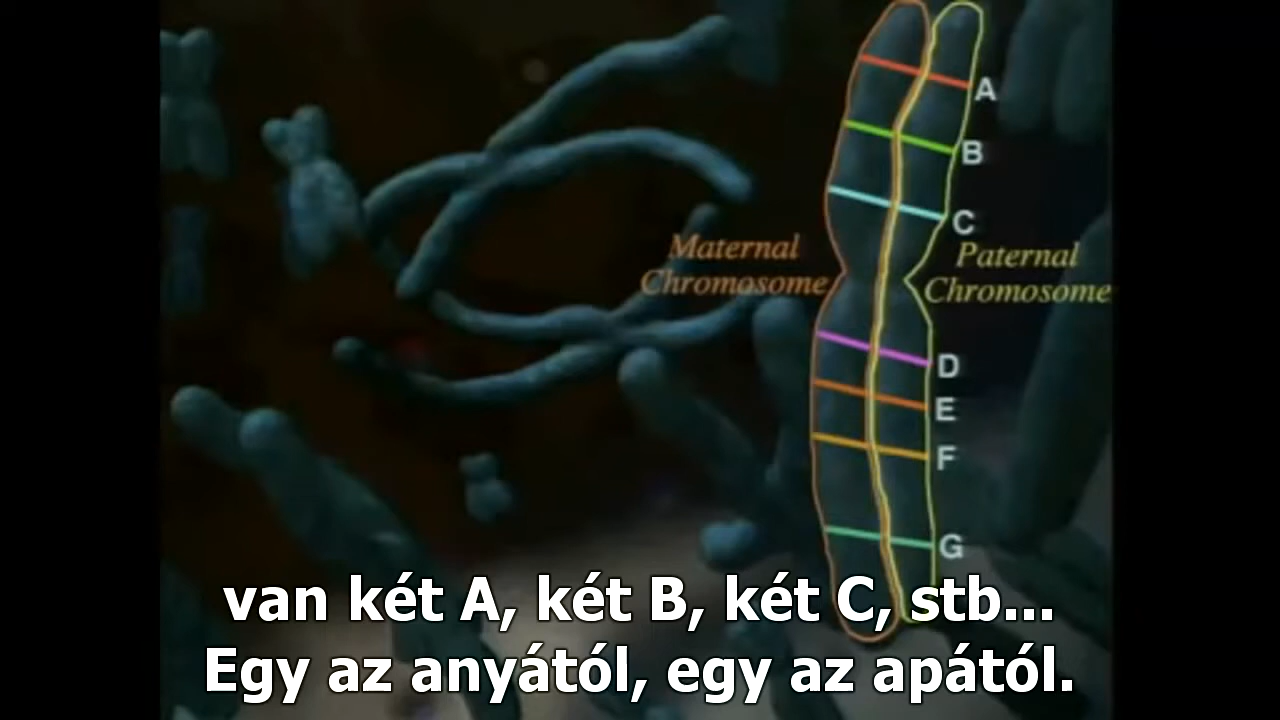 A
B
C
Maternal
Chromosome
Paternal
Chromosome
D
E
F
G
van két A, két B, két C, stb...
Egy az anyától, egy az apától.